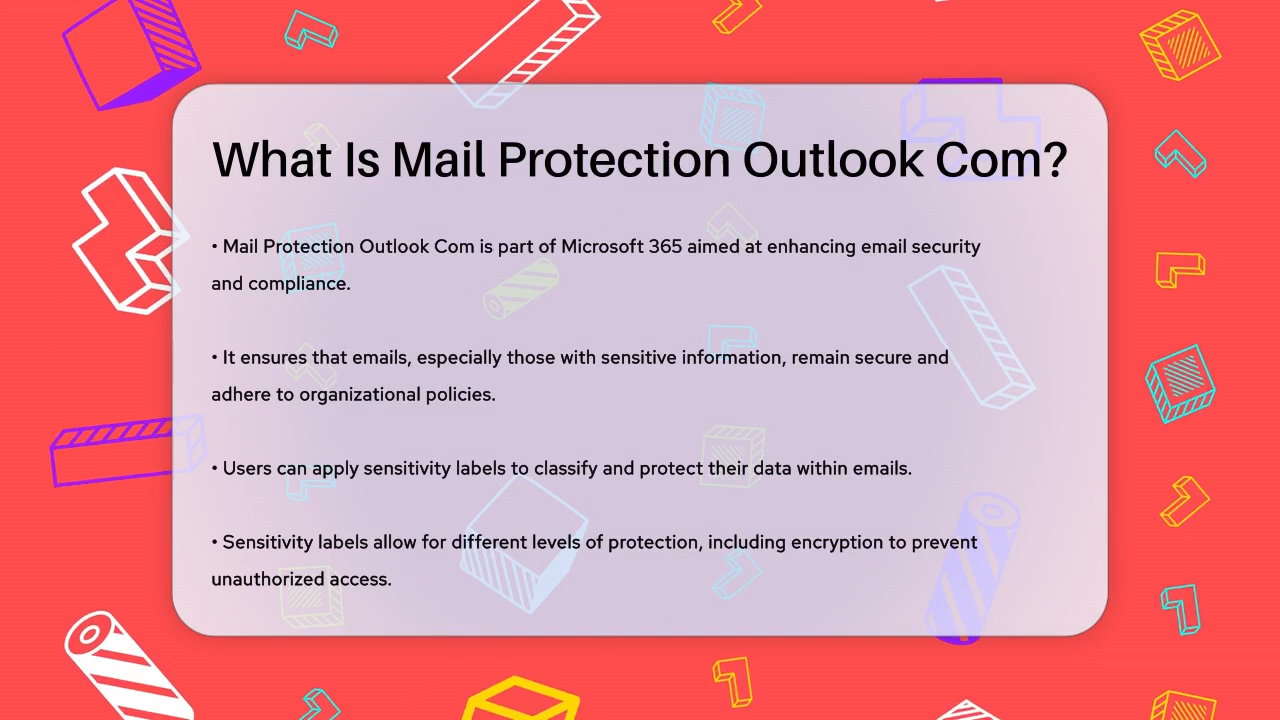 What Is Mail Protection Outlook Com?
• Mail Protection Outlook Com is part of Microsoft 365 aimed at enhancing email security
and compliance.
• It ensures that emails, especially those with sensitive information, remain secure and
adhere to organizational policies.
• Users can apply sensitivity labels to classify and protect their data within emails.
• Sensitivity labels allow for different levels of protection, including encryption to prevent
unauthorized access.